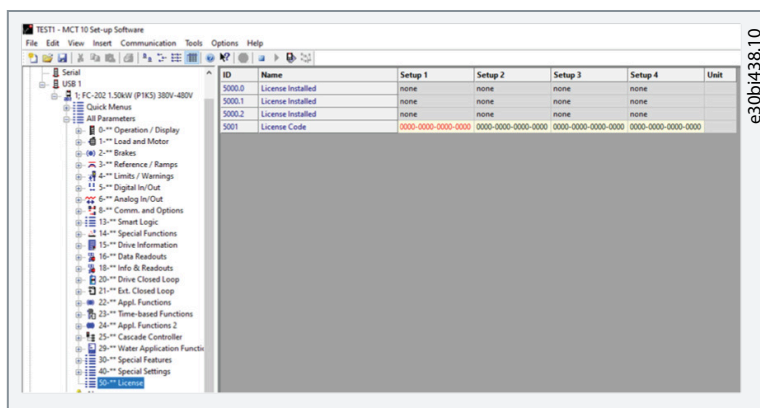 TEST1 - MCT 10 Set-up Software
File Edit View Insert Communication Tools Options Help
Serial
USB 1
1; FC-202 1.50kW (P1K5) 380V-480V
Quick Menus
All Parameters
0-** Operation / Display
1-** Load and Motor
2-** Brakes
3-** Reference / Ramps
4-** Limits / Warnings
5-** Digital In/Out
6-** Analog In/Out
8-** Comm. and Options
13-** Smart Logic
14-** Special Functions
15-** Drive Information
16-** Data Readouts
18-** Info & Readouts
20-** Drive Closed Loop
21-** Ext. Closed Loop
22-** Appl. Functions
23-** Time-based Functions
24-** Appl. Functions 2
25-** Cascade Controller
29-** Water Application Functi
30-** Special Features
40-** Special Settings
50-** License
ID Name Setup 1 Setup 2 Setup 3 Setup 4 Unit
5000.0 License Installed none none none none
5000.1 License Installed none none none none
5000.2 License Installed none none none none
5001 License Code 0000-0000-0000-0000 0000-0000-0000-0000 0000-0000-0000-0000 0000-0000-0000-0000
e30bi438.10